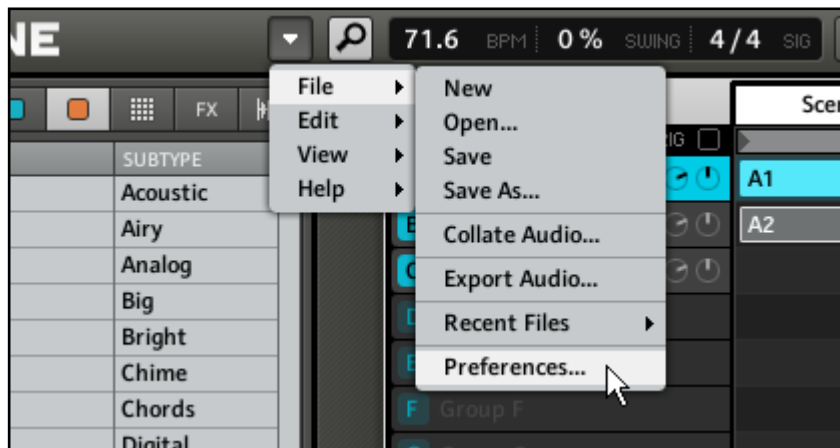 NE
71.6 BPM 0 % SWING 4 / 4 SIG
File
Edit
View
Help
New
Open...
Save
Save As...
Collate Audio...
Export Audio...
Recent Files
Preferences...
FX
SUBTYPE
Acoustic
Airy
Analog
Big
Bright
Chime
Chords
Digital
IG
Scen
A1
A2
D
E
F Group F